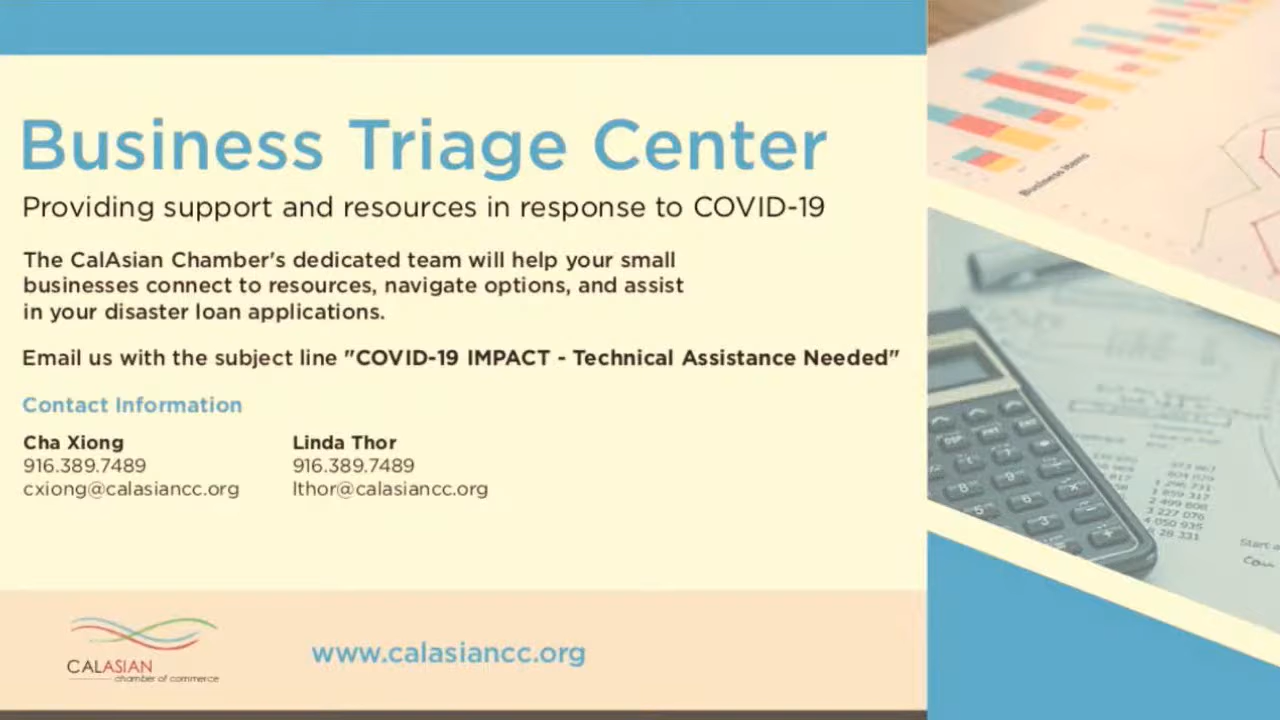 Business Triage Center
Providing support and resources in response to COVID-19
The CalAsian Chamber's dedicated team will help your small
businesses connect to resources, navigate options, and assist
in your disaster loan applications.
Email us with the subject line "COVID-19 IMPACT - Technical Assistance Needed"
Contact Information
Cha Xiong
916.389.7489
cxiong@calasiancc.org
Linda Thor
916.389.7489
lthor@calasiancc.org
CALASIAN
chamber of commerce
www.calasiancc.org
Business Items